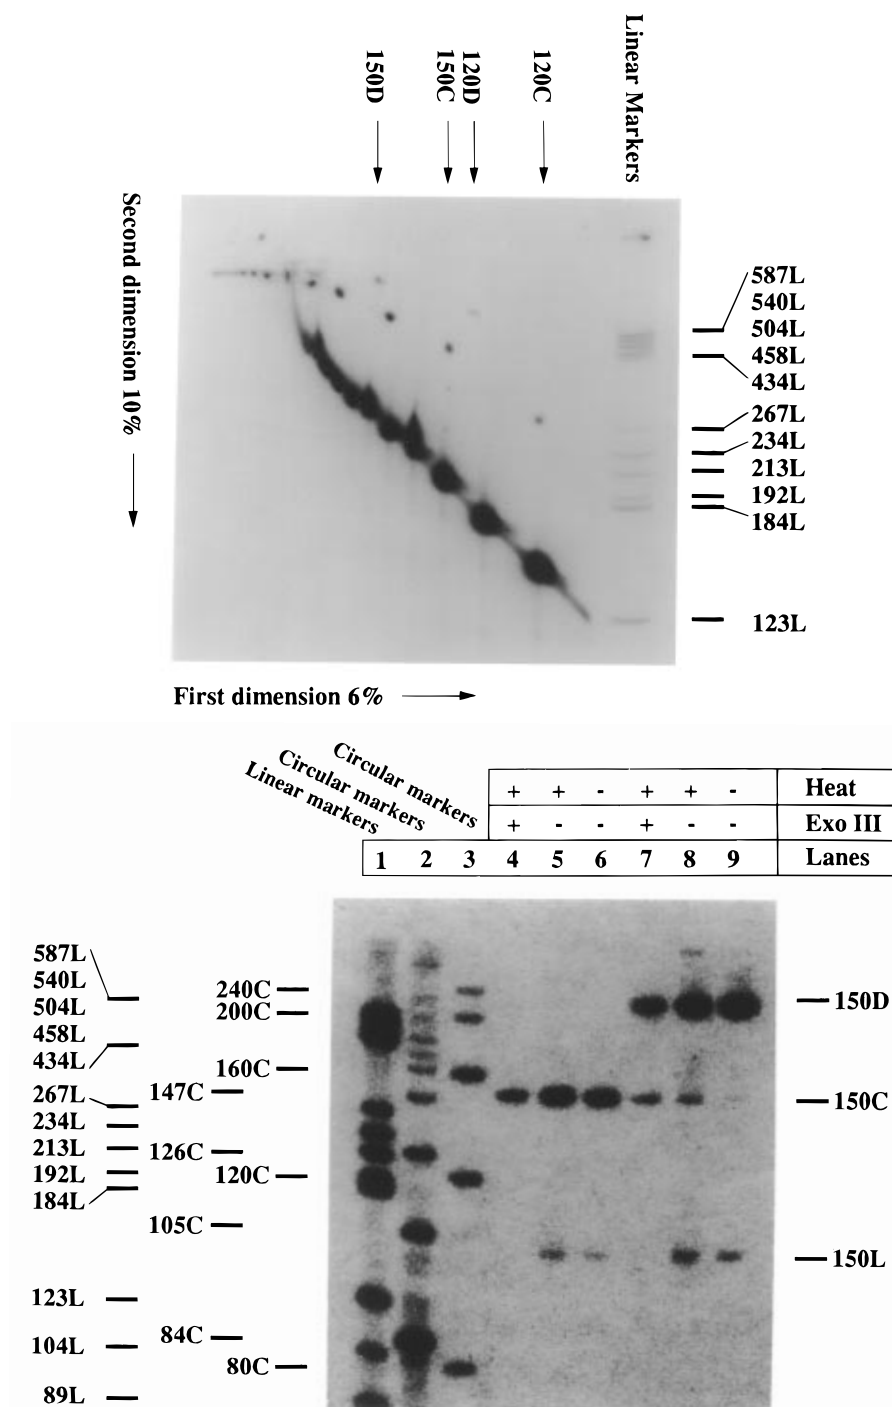 150D
150C
120D
120C
Linear Markers
Second dimension 10%
587L
540L
504L
458L
434L
267L
234L
213L
192L
184L
123L
First dimension 6%
Linear markers
Circular markers
Circular markers
+ + - + + - Heat
+ - - + - - Exo III
1 2 3 4 5 6 7 8 9 Lanes
587L
540L
504L
458L
434L
267L
234L
213L
192L
184L
123L
104L
89L
147C
126C
105C
84C
240C
200C
160C
120C
80C
150D
150C
150L